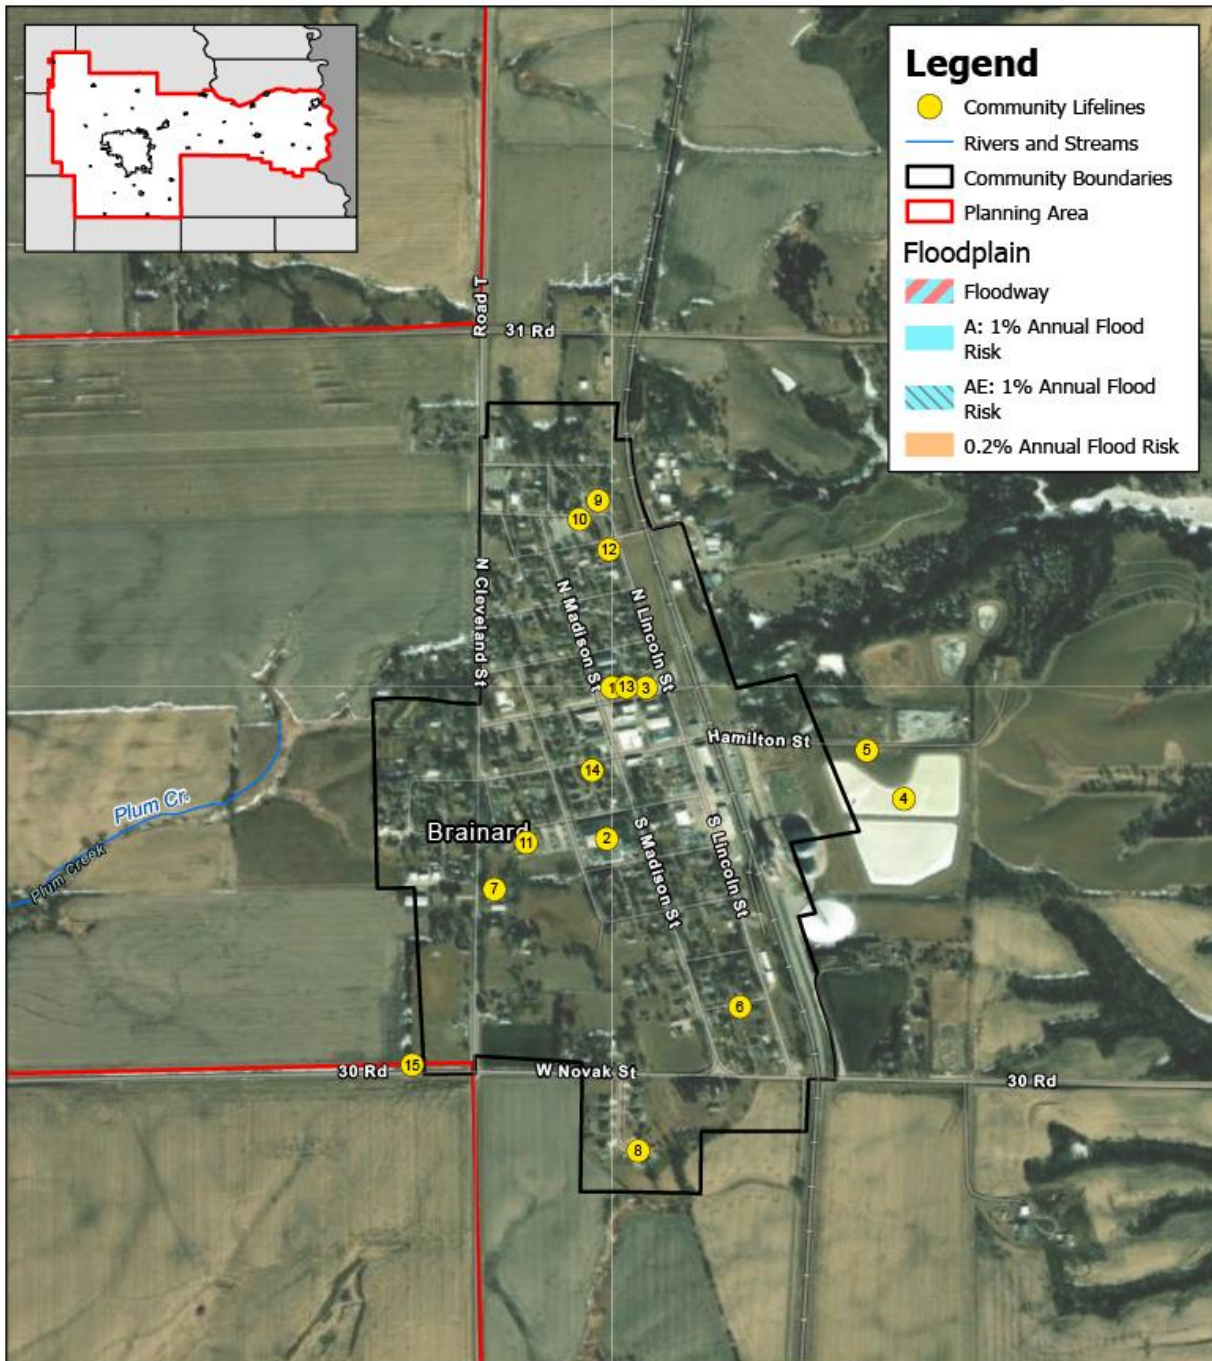 Legend
Community Lifelines
Rivers and Streams
Community Boundaries
Planning Area
Floodplain
Floodway
A: 1% Annual Flood
Risk
AE: 1% Annual Flood
Risk
0.2% Annual Flood Risk
Road T
31 Rd
9
10
12
N Cleveland St
N Madison St
N Lincoln St
1
13
3
Hamilton St
5
14
4
Plum Cr.
Plum Creek
Brainard
11
2
S Madison St
S Lincoln St
7
6
15
30 Rd
W Novak St
30 Rd
8